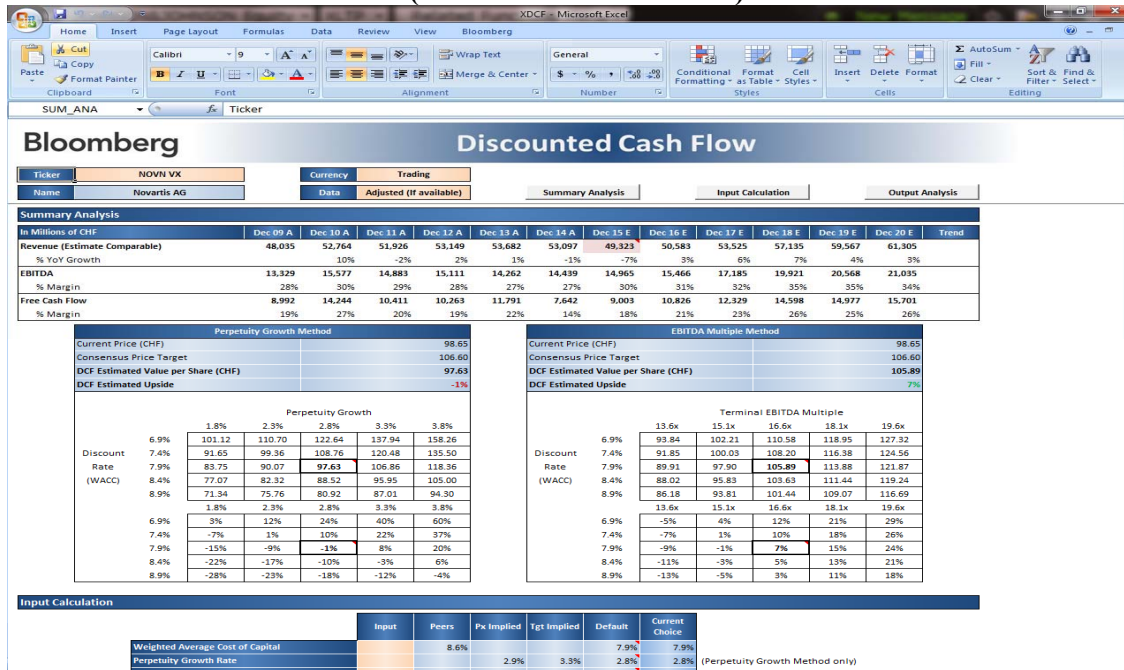 XDCF - Microsoft Excel
Home Insert Page Layout Formulas Data Review View Bloomberg
Cut Calibri 9 Wrap Text General Σ AutoSum
Copy Fill
Paste Format Painter B I U Merge & Center $ % , Conditional Formatting Format as Table Cell Styles Insert Delete Format Clear Sort & Filter Find & Select
Clipboard Font Alignment Number Styles Cells Editing
SUM_ANA fx Ticker
Bloomberg Discounted Cash Flow
Ticker NOVN VX Currency Trading
Name Novartis AG Data Adjusted (If available) Summary Analysis Input Calculation Output Analysis
Summary Analysis
In Millions of CHF Dec 09 A Dec 10 A Dec 11 A Dec 12 A Dec 13 A Dec 14 A Dec 15 E Dec 16 E Dec 17 E Dec 18 E Dec 19 E Dec 20 E Trend
Revenue (Estimate Comparable) 48,035 52,764 51,926 53,149 53,682 53,097 49,323 50,583 53,525 57,135 59,567 61,305
% YoY Growth 10% -2% 2% 1% -1% -7% 3% 6% 7% 4% 3%
EBITDA 13,329 15,577 14,883 15,111 14,262 14,439 14,965 15,466 17,185 19,921 20,568 21,035
% Margin 28% 30% 29% 28% 27% 27% 30% 31% 32% 35% 35% 34%
Free Cash Flow 8,992 14,244 10,411 10,263 11,791 7,642 9,003 10,826 12,329 14,598 14,977 15,701
% Margin 19% 27% 20% 19% 22% 14% 18% 21% 23% 26% 25% 26%
Perpetuity Growth Method
Current Price (CHF) 98.65
Consensus Price Target 106.60
DCF Estimated Value per Share (CHF) 97.63
DCF Estimated Upside -1%
Perpetuity Growth
1.8% 2.3% 2.8% 3.3% 3.8%
6.9% 101.12 110.70 122.64 137.94 158.26
Discount 7.4% 91.65 99.36 108.76 120.48 135.50
Rate 7.9% 83.75 90.07 97.63 106.86 118.36
(WACC) 8.4% 77.07 82.32 88.52 95.95 105.00
8.9% 71.34 75.76 80.92 87.01 94.30
1.8% 2.3% 2.8% 3.3% 3.8%
6.9% 3% 12% 24% 40% 60%
7.4% -7% 1% 10% 22% 37%
7.9% -15% -9% -1% 8% 20%
8.4% -22% -17% -10% -3% 6%
8.9% -28% -23% -18% -12% -4%
EBITDA Multiple Method
Current Price (CHF) 98.65
Consensus Price Target 106.60
DCF Estimated Value per Share (CHF) 105.89
DCF Estimated Upside 7%
Terminal EBITDA Multiple
13.6x 15.1x 16.6x 18.1x 19.6x
6.9% 93.84 102.21 110.58 118.95 127.32
Discount 7.4% 91.85 100.03 108.20 116.38 124.56
Rate 7.9% 89.91 97.90 105.89 113.88 121.87
(WACC) 8.4% 88.02 95.83 103.63 111.44 119.24
8.9% 86.18 93.81 101.44 109.07 116.69
13.6x 15.1x 16.6x 18.1x 19.6x
6.9% -5% 4% 12% 21% 29%
7.4% -7% 1% 10% 18% 26%
7.9% -9% -1% 7% 15% 24%
8.4% -11% -3% 5% 13% 21%
8.9% -13% -5% 3% 11% 18%
Input Calculation
Input Peers Px Implied Tgt Implied Default Current Choice
Weighted Average Cost of Capital 8.6% 7.9% 7.9%
Perpetuity Growth Rate 2.9% 3.3% 2.8% 2.8% (Perpetuity Growth Method only)